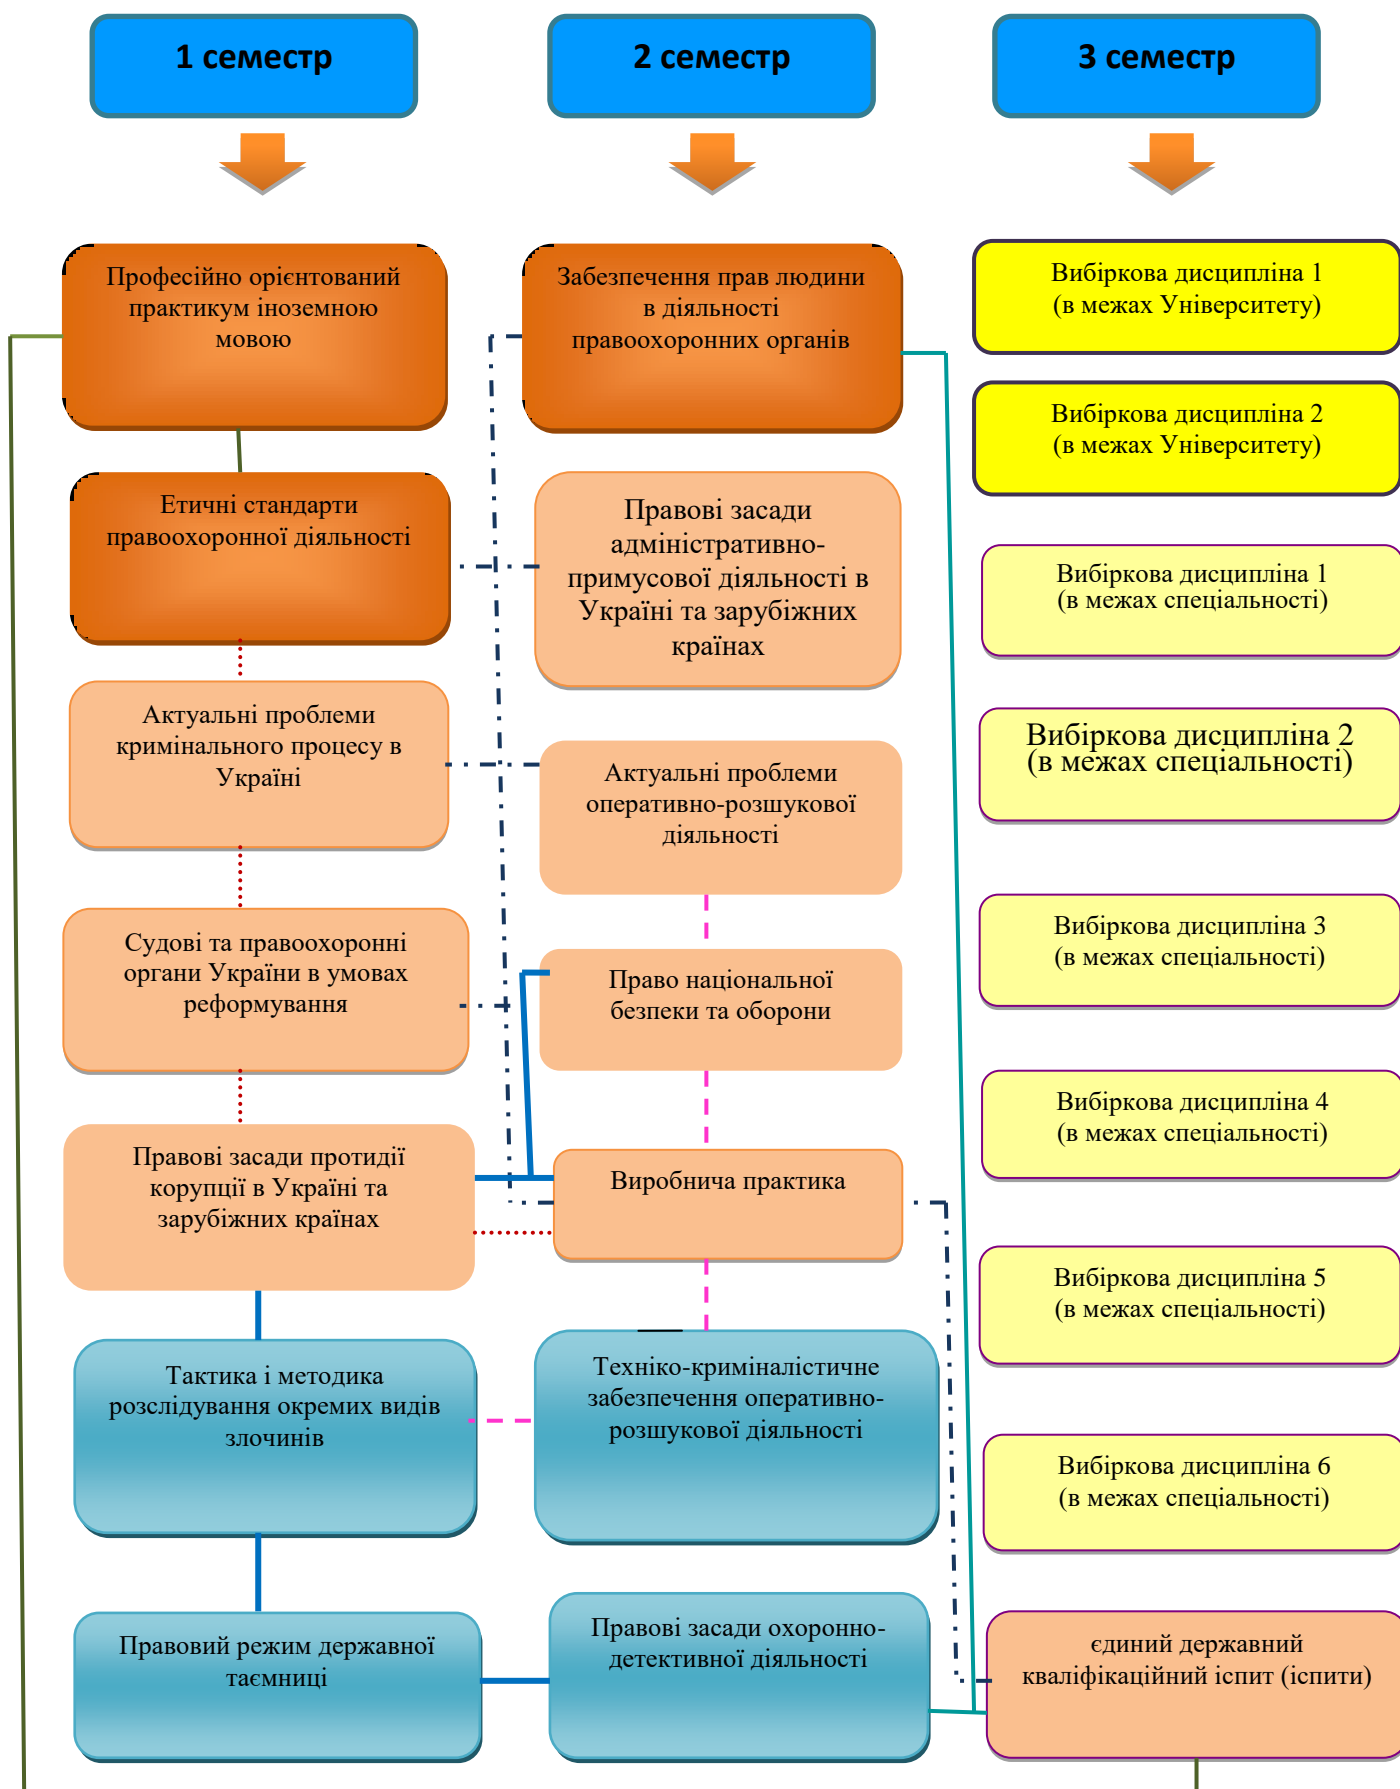 1 семестр
2 семестр
3 семестр
Професійно орієнтований
практикум іноземною
мовою
Етичні стандарти
правоохоронної діяльності
Актуальні проблеми
кримінального процесу в
Україні
Судові та правоохоронні
органи України в умовах
реформування
Правові засади протидії
корупції в Україні та
зарубіжних країнах
Тактика і методика
розслідування окремих видів
злочинів
Правовий режим державної
таємниці
Забезпечення прав людини
в діяльності
правоохоронних органів
Правові засади
адміністративно-
примусової діяльності в
Україні та зарубіжних
країнах
Актуальні проблеми
оперативно-розшукової
діяльності
Право національної
безпеки та оборони
Виробнича практика
Техніко-криміналістичне
забезпечення оперативно-
розшукової діяльності
Правові засади охоронно-
детективної діяльності
Вибіркова дисципліна 1
(в межах Університету)
Вибіркова дисципліна 2
(в межах Університету)
Вибіркова дисципліна 1
(в межах спеціальності)
Вибіркова дисципліна 2
(в межах спеціальності)
Вибіркова дисципліна 3
(в межах спеціальності)
Вибіркова дисципліна 4
(в межах спеціальності)
Вибіркова дисципліна 5
(в межах спеціальності)
Вибіркова дисципліна 6
(в межах спеціальності)
єдиний державний
кваліфікаційний іспит (іспити)